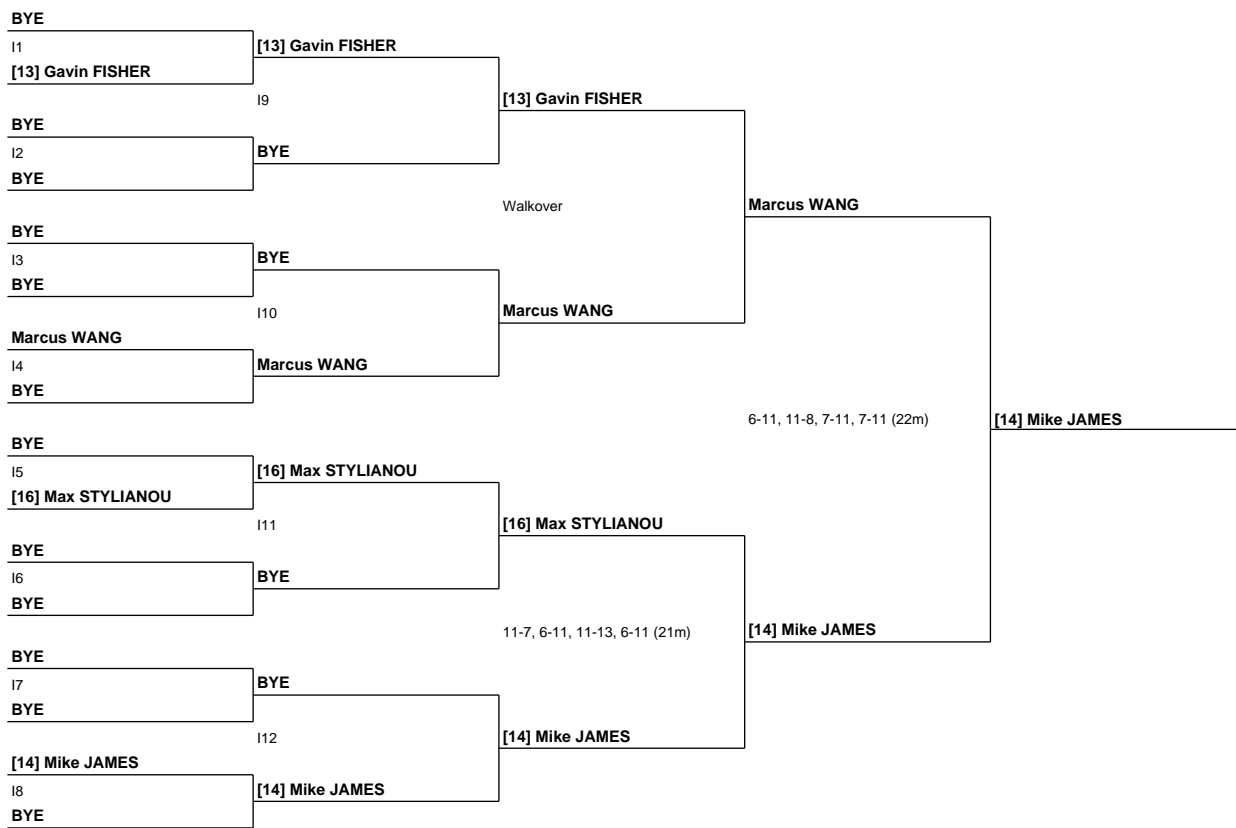 BYE
I1
[13] Gavin FISHER
[13] Gavin FISHER
I9
[13] Gavin FISHER
BYE
I2
BYE
BYE
Walkover
Marcus WANG
BYE
I3
BYE
BYE
I10
Marcus WANG
Marcus WANG
I4
Marcus WANG
BYE
6-11, 11-8, 7-11, 7-11 (22m)
[14] Mike JAMES
BYE
I5
[16] Max STYLIANOU
[16] Max STYLIANOU
I11
[16] Max STYLIANOU
BYE
I6
BYE
BYE
11-7, 6-11, 11-13, 6-11 (21m)
[14] Mike JAMES
BYE
I7
BYE
BYE
I12
[14] Mike JAMES
[14] Mike JAMES
I8
[14] Mike JAMES
BYE